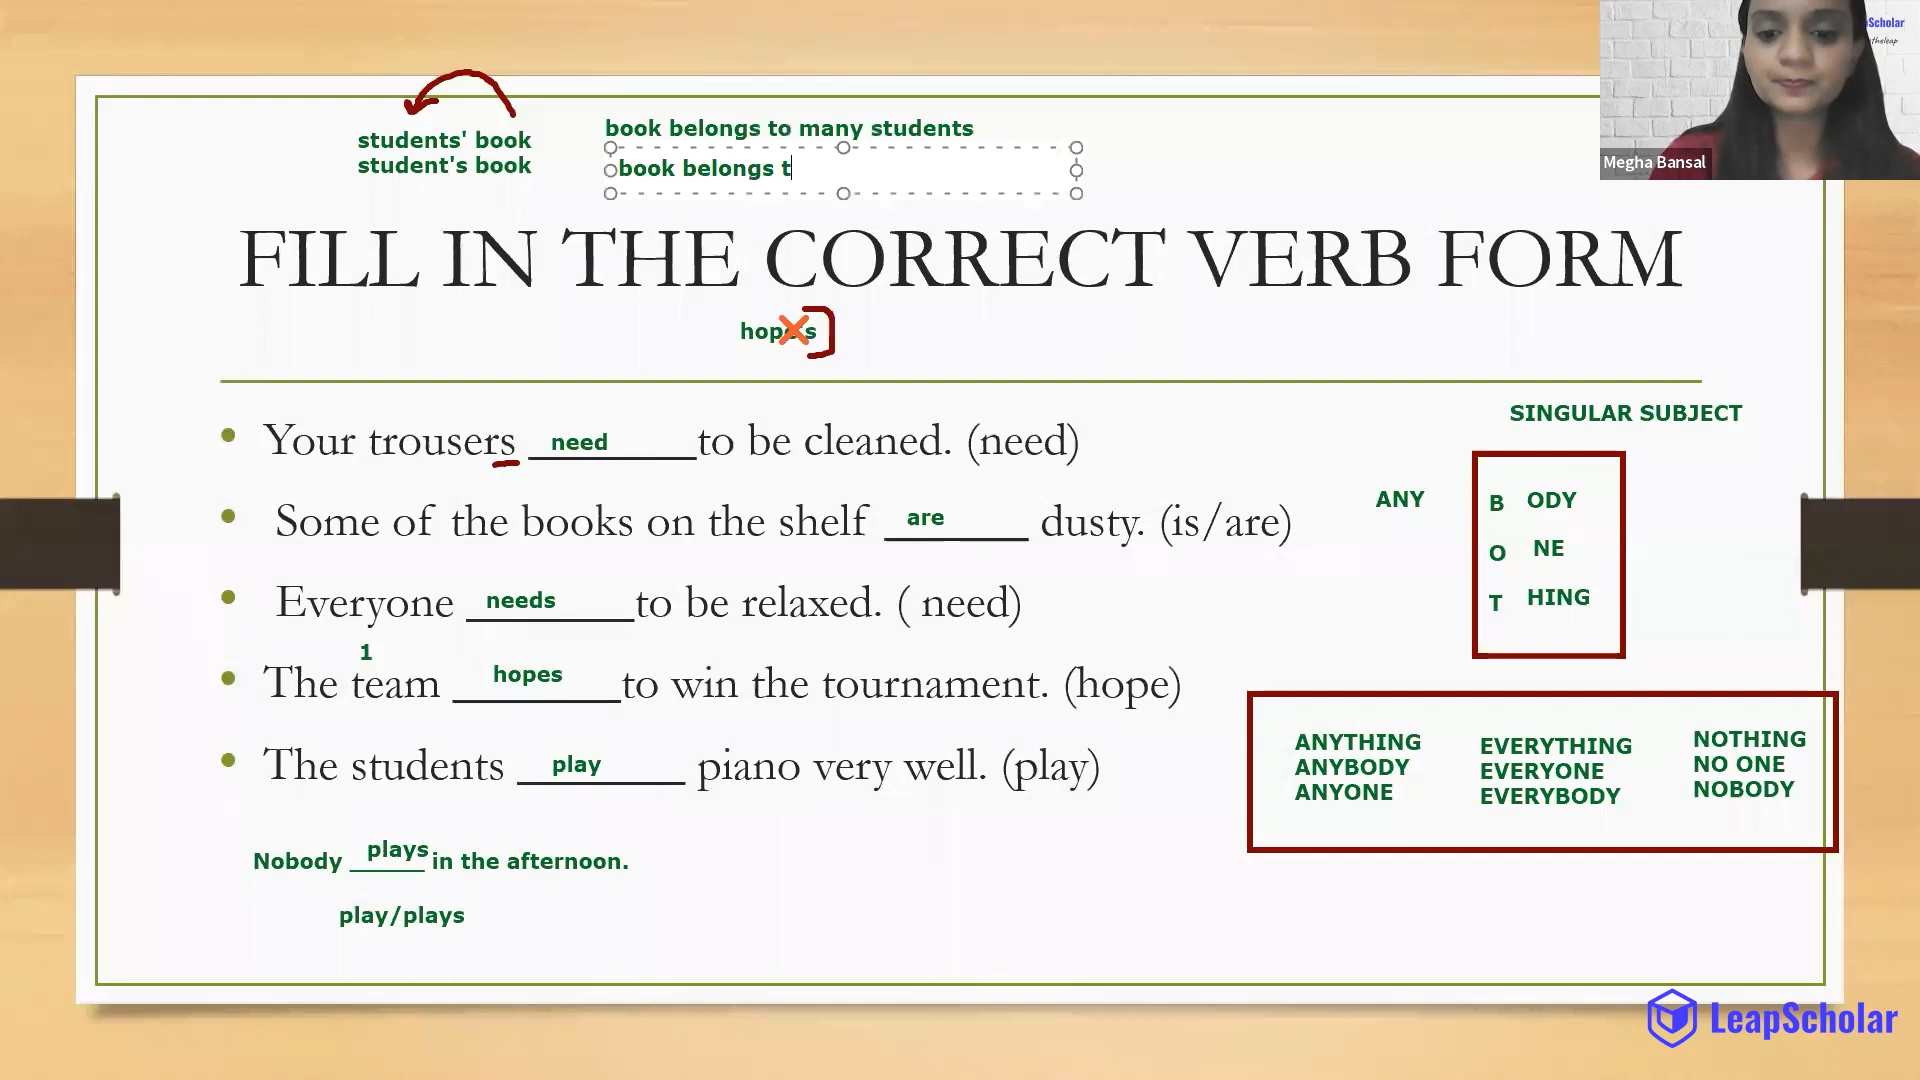 Scholar
Megha Bansal
students' book
student's book
book belongs to many students
book belongs t
FILL IN THE CORRECT VERB FORM
hopes
• Your trousers need to be cleaned. (need)
• Some of the books on the shelf are dusty. (is/are)
• Everyone needs to be relaxed. ( need)
1
• The team hopes to win the tournament. (hope)
• The students play piano very well. (play)
Nobody plays in the afternoon.
play/plays
SINGULAR SUBJECT
ANY
B ODY
O NE
T HING
ANYTHING
ANYBODY
ANYONE
EVERYTHING
EVERYONE
EVERYBODY
NOTHING
NO ONE
NOBODY
LeapScholar